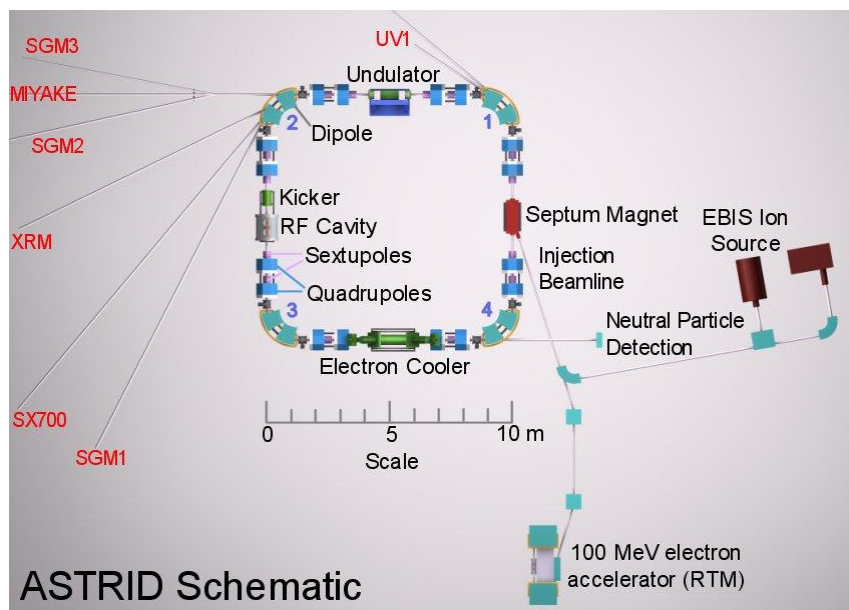 SGM3
UV1
Undulator
MIYAKE
2
1
Dipole
SGM2
Kicker
Septum Magnet
EBIS Ion
Source
RF Cavity
XRM
Sextupoles
Injection
Beamline
Quadrupoles
3
4
Neutral Particle
Detection
Electron Cooler
SX700
0
5
10 m
SGM1
Scale
100 MeV electron
accelerator (RTM)
ASTRID Schematic